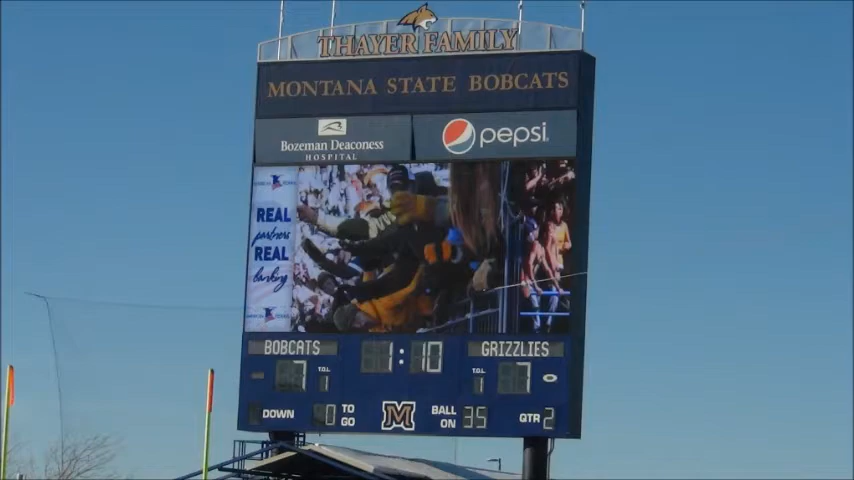 THAYER FAMILY
MONTANA STATE BOBCATS
BOZEMAN DEACONESS
HOSPITAL
pepsi
REAL
partners
REAL
banking
BOBCATS
1:10
GRIZZLIES
7
T.O.L
1
T.O.L
1
7
DOWN
0
TO
GO
M
BALL
ON
35
QTR
2